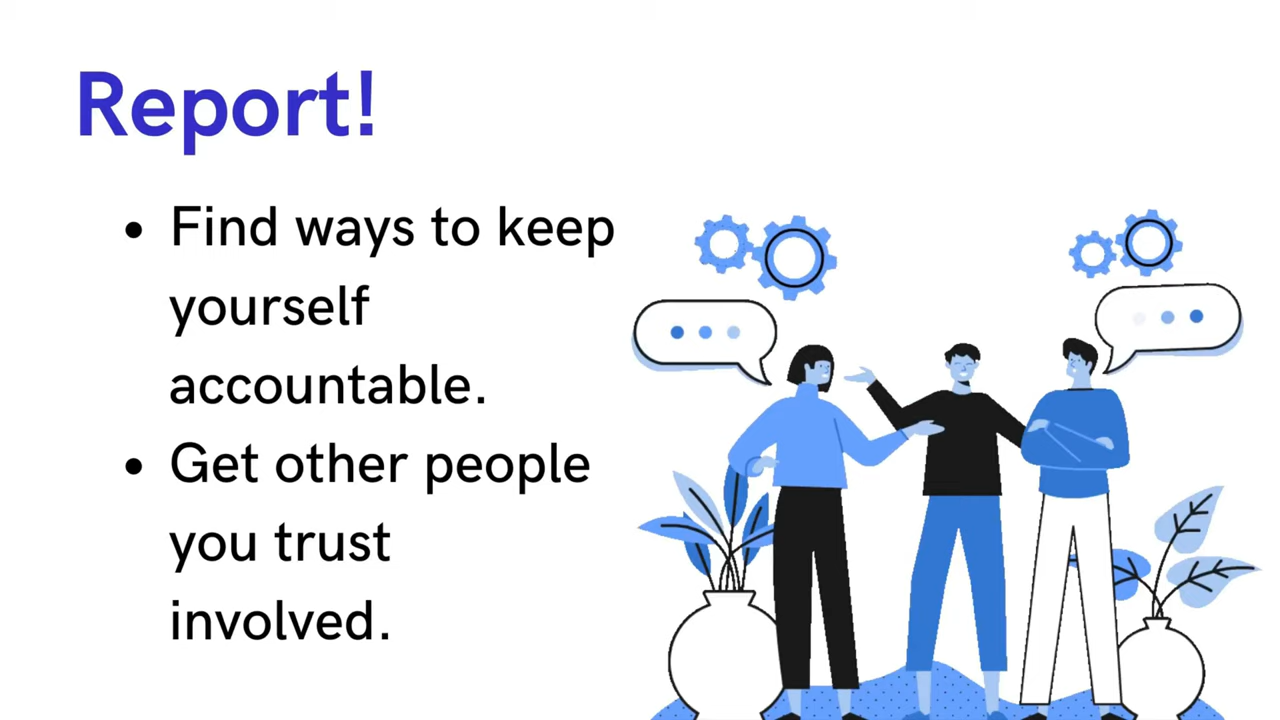 Report!
• Find ways to keep
yourself
accountable.
• Get other people
you trust
involved.